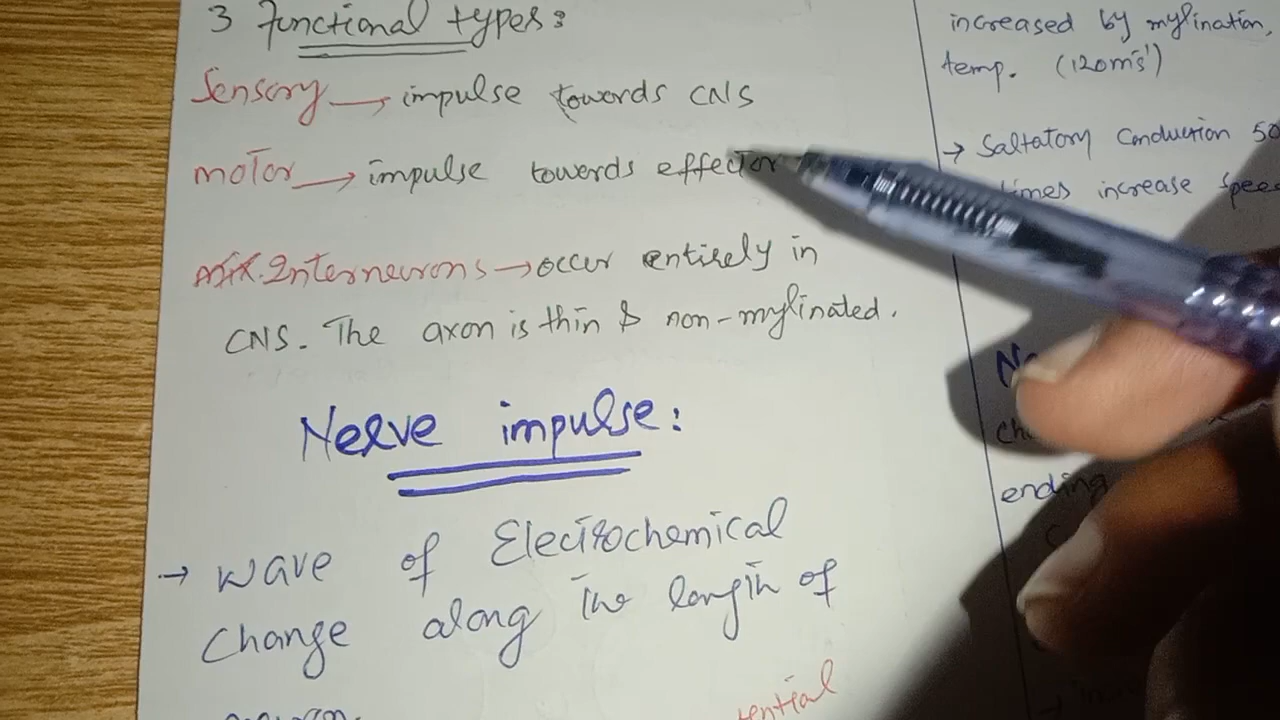 3 Functional types:
Sensory → impulse towards CNS
motor → impulse towards effector
Interneurons → occur entirely in
CNS. The axon is thin & non-mylinated.
Nerve impulse:
→ wave of Electrochemical
Change along the length of
increased by mylination,
temp. (120ms⁻¹)
→ Saltatory Conduction 50
times increase speed
ending